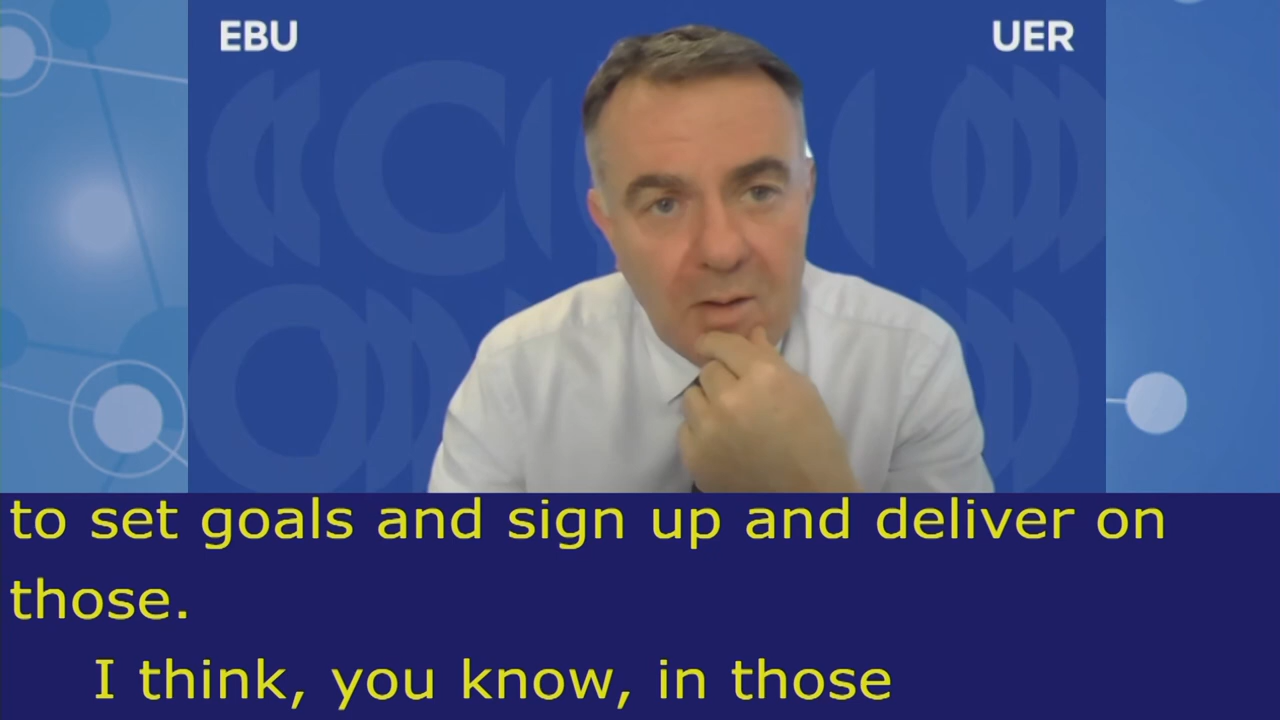 EBU
UER
to set goals and sign up and deliver on
those.
I think, you know, in those